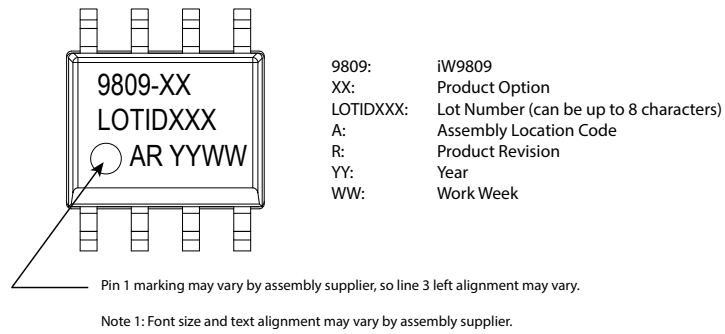 9809-XX
LOTIDXXX
AR YYWW
9809: iW9809
XX: Product Option
LOTIDXXX: Lot Number (can be up to 8 characters)
A: Assembly Location Code
R: Product Revision
YY: Year
WW: Work Week
Pin 1 marking may vary by assembly supplier, so line 3 left alignment may vary.
Note 1: Font size and text alignment may vary by assembly supplier.